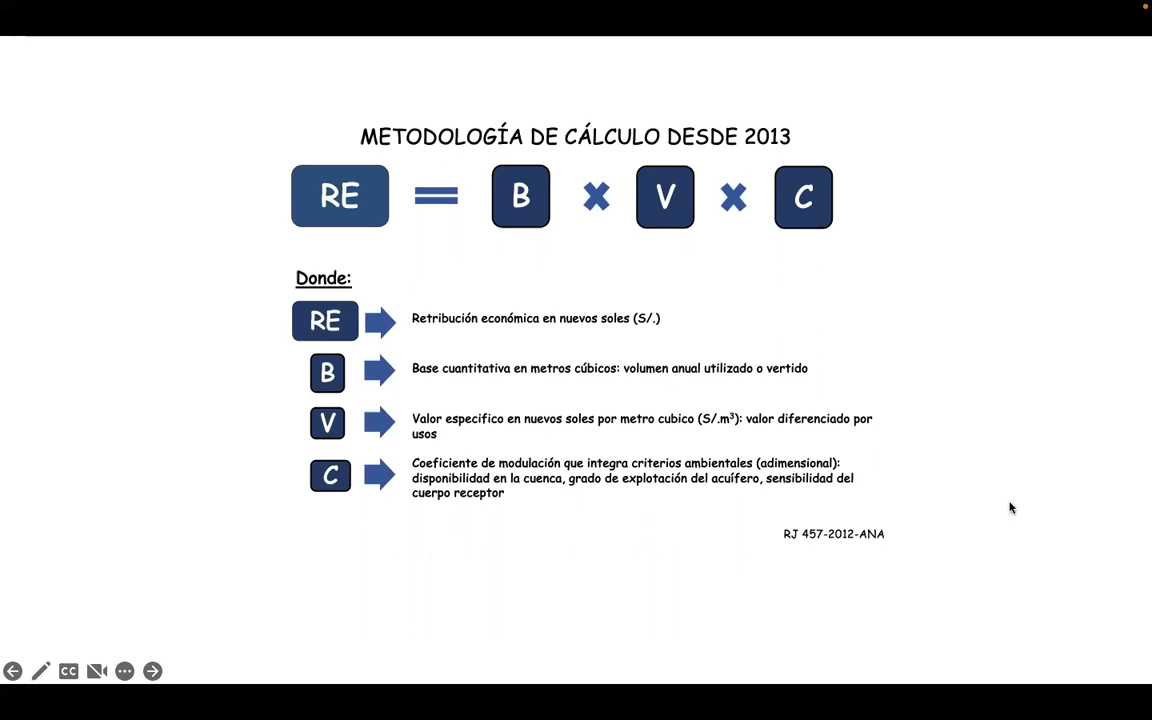 METODOLOGÍA DE CÁLCULO DESDE 2013
RE = B × V × C
Donde:
RE Retribución económica en nuevos soles (S/.)
B Base cuantitativa en metros cúbicos: volumen anual utilizado o vertido
V Valor especifico en nuevos soles por metro cubico (S/.m³): valor diferenciado por
usos
C Coeficiente de modulación que integra criterios ambientales (adimensional):
disponibilidad en la cuenca, grado de explotación del acuífero, sensibilidad del
cuerpo receptor
RJ 457-2012-ANA
CC